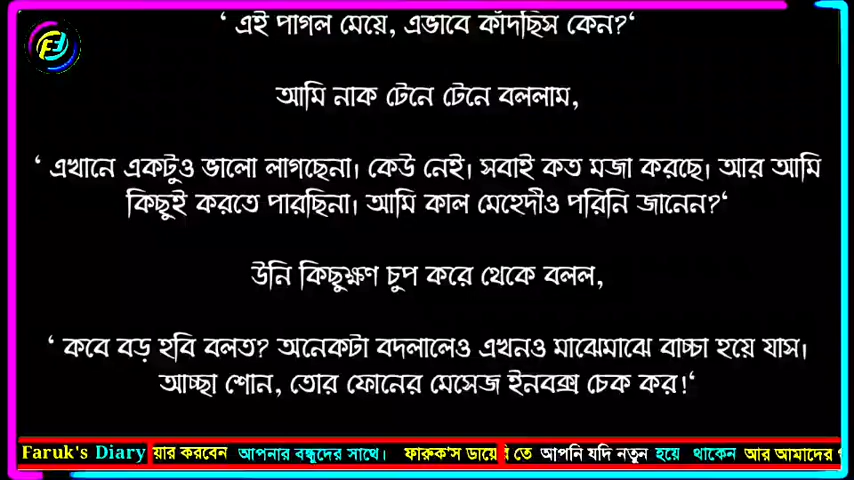 ‘ এই পাগল মেয়ে, এভাবে কাঁদছিস কেন?‘
আমি নাক টেনে টেনে বললাম,
‘ এখানে একটুও ভালো লাগছেনা। কেউ নেই। সবাই কত মজা করছে। আর আমি
কিছুই করতে পারছিনা। আমি কাল মেহেদীও পরিনি জানেন?‘
উনি কিছুক্ষণ চুপ করে থেকে বলল,
‘ কবে বড় হবি বলত? অনেকটা বদলালেও এখনও মাঝেমাঝে বাচ্চা হয়ে যাস।
আচ্ছা শোন, তোর ফোনের মেসেজ ইনবক্স চেক কর!‘
Faruk's Diary য়ার করবেন আপনার বন্ধুদের সাথে। ফারুক'স ডায়েরি তে আপনি যদি নতুন হয়ে থাকেন আর আমাদের